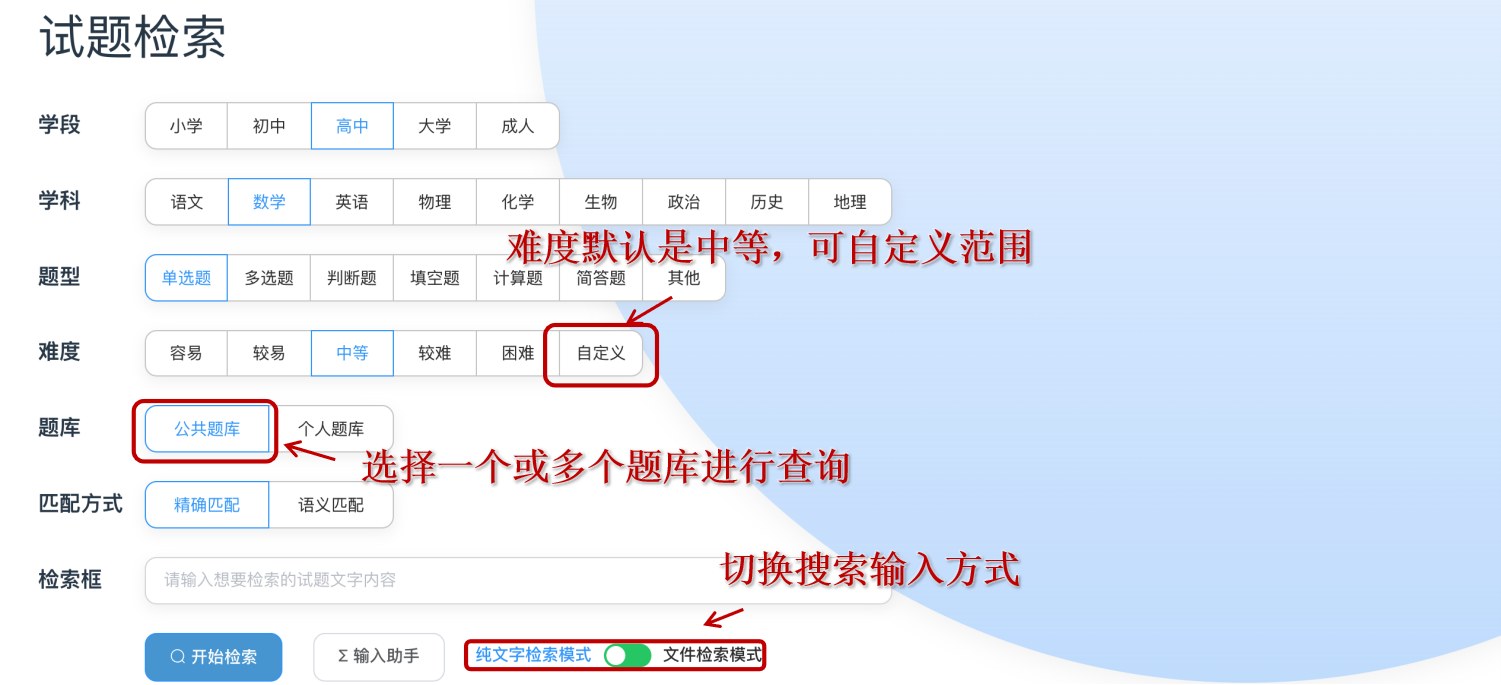 试题检索
学段 小学 初中 高中 大学 成人
学科 语文 数学 英语 物理 化学 生物 政治 历史 地理
难度默认是中等，可自定义范围
题型 单选题 多选题 判断题 填空题 计算题 简答题 其他
难度 容易 较易 中等 较难 困难 自定义
题库 公共题库 个人题库
选择一个或多个题库进行查询
匹配方式 精确匹配 语义匹配
切换搜索输入方式
检索框 请输入想要检索的试题文字内容
开始检索 Σ 输入助手 纯文字检索模式 文件检索模式